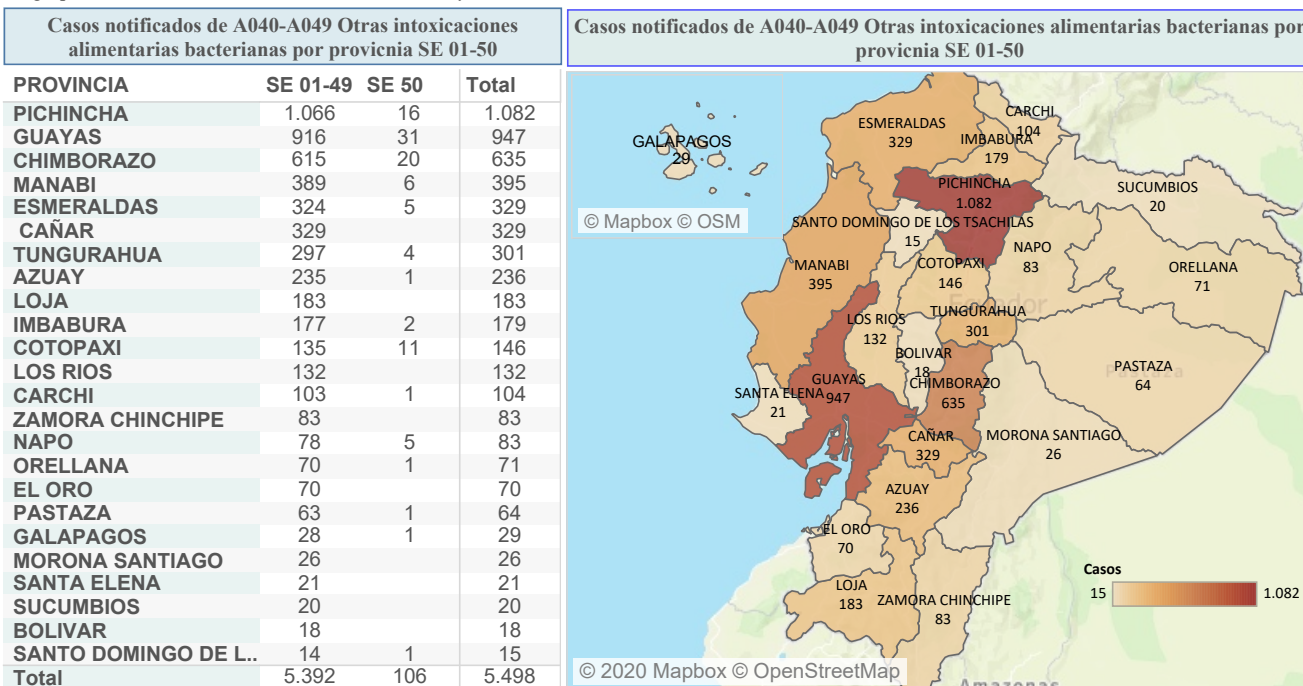 Casos notificados de A040-A049 Otras intoxicaciones
alimentarias bacterianas por provicnia SE 01-50
PROVINCIA SE 01-49 SE 50 Total
PICHINCHA 1.066 16 1.082
GUAYAS 916 31 947
CHIMBORAZO 615 20 635
MANABI 389 6 395
ESMERALDAS 324 5 329
CAÑAR 329 329
TUNGURAHUA 297 4 301
AZUAY 235 1 236
LOJA 183 183
IMBABURA 177 2 179
COTOPAXI 135 11 146
LOS RIOS 132 132
CARCHI 103 1 104
ZAMORA CHINCHIPE 83 83
NAPO 78 5 83
ORELLANA 70 1 71
EL ORO 70 70
PASTAZA 63 1 64
GALAPAGOS 28 1 29
MORONA SANTIAGO 26 26
SANTA ELENA 21 21
SUCUMBIOS 20 20
BOLIVAR 18 18
SANTO DOMINGO DE L.. 14 1 15
Total 5.392 106 5.498
Casos notificados de A040-A049 Otras intoxicaciones alimentarias bacterianas por
provicnia SE 01-50
GALAPAGOS
29
© Mapbox © OSM
ESMERALDAS
329
CARCHI
104
IMBABURA
179
PICHINCHA
1.082
SUCUMBIOS
20
SANTO DOMINGO DE LOS TSACHILAS
15
NAPO
83
MANABI
395
COTOPAXI
146
ORELLANA
71
Ecuador
TUNGURAHUA
301
LOS RIOS
132
BOLIVAR
18
PASTAZA
Pastaza
64
GUAYAS
947
CHIMBORAZO
635
SANTA ELENA
21
CAÑAR
329
MORONA SANTIAGO
26
AZUAY
236
EL ORO
70
LOJA
183
ZAMORA CHINCHIPE
83
Casos
15 1.082
© 2020 Mapbox © OpenStreetMap
Amazonas